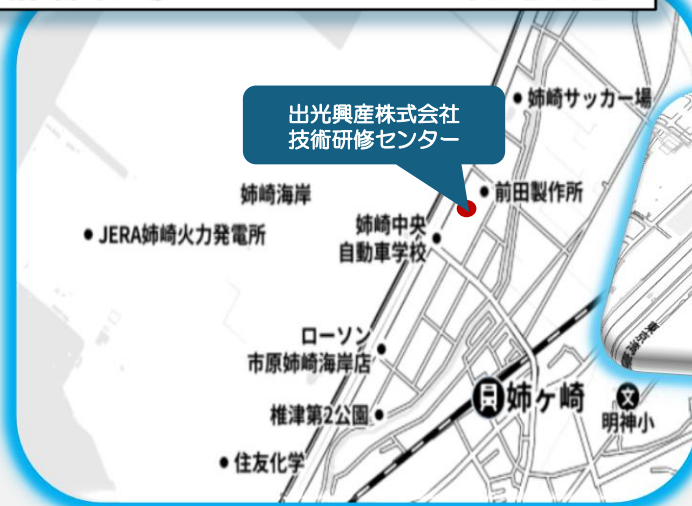 姉崎サッカー場
出光興産株式会社
技術研修センター
前田製作所
姉崎海岸
JERA姉崎火力発電所
姉崎中央
自動車学校
ローソン
市原姉崎海岸店
姉ヶ崎
文
明神小
椎津第2公園
住友化学